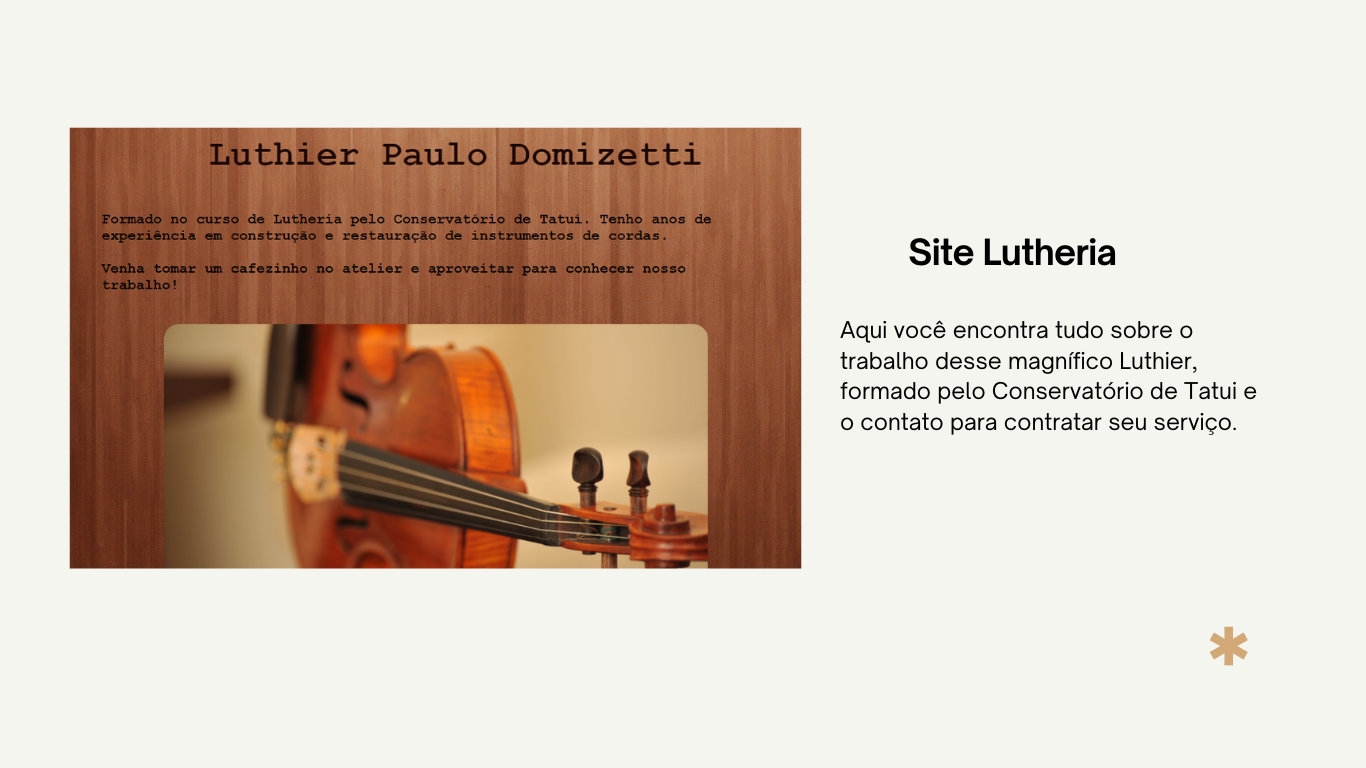 Luthier Paulo Domizetti
Formado no curso de Lutheria pelo Conservatório de Tatuí. Tenho anos de
experiência em construção e restauração de instrumentos de cordas.
Venha tomar um cafezinho no atelier e aproveitar para conhecer nosso
trabalho!
Site Lutheria
Aqui você encontra tudo sobre o
trabalho desse magnífico Luthier,
formado pelo Conservatório de Tatui e
o contato para contratar seu serviço.